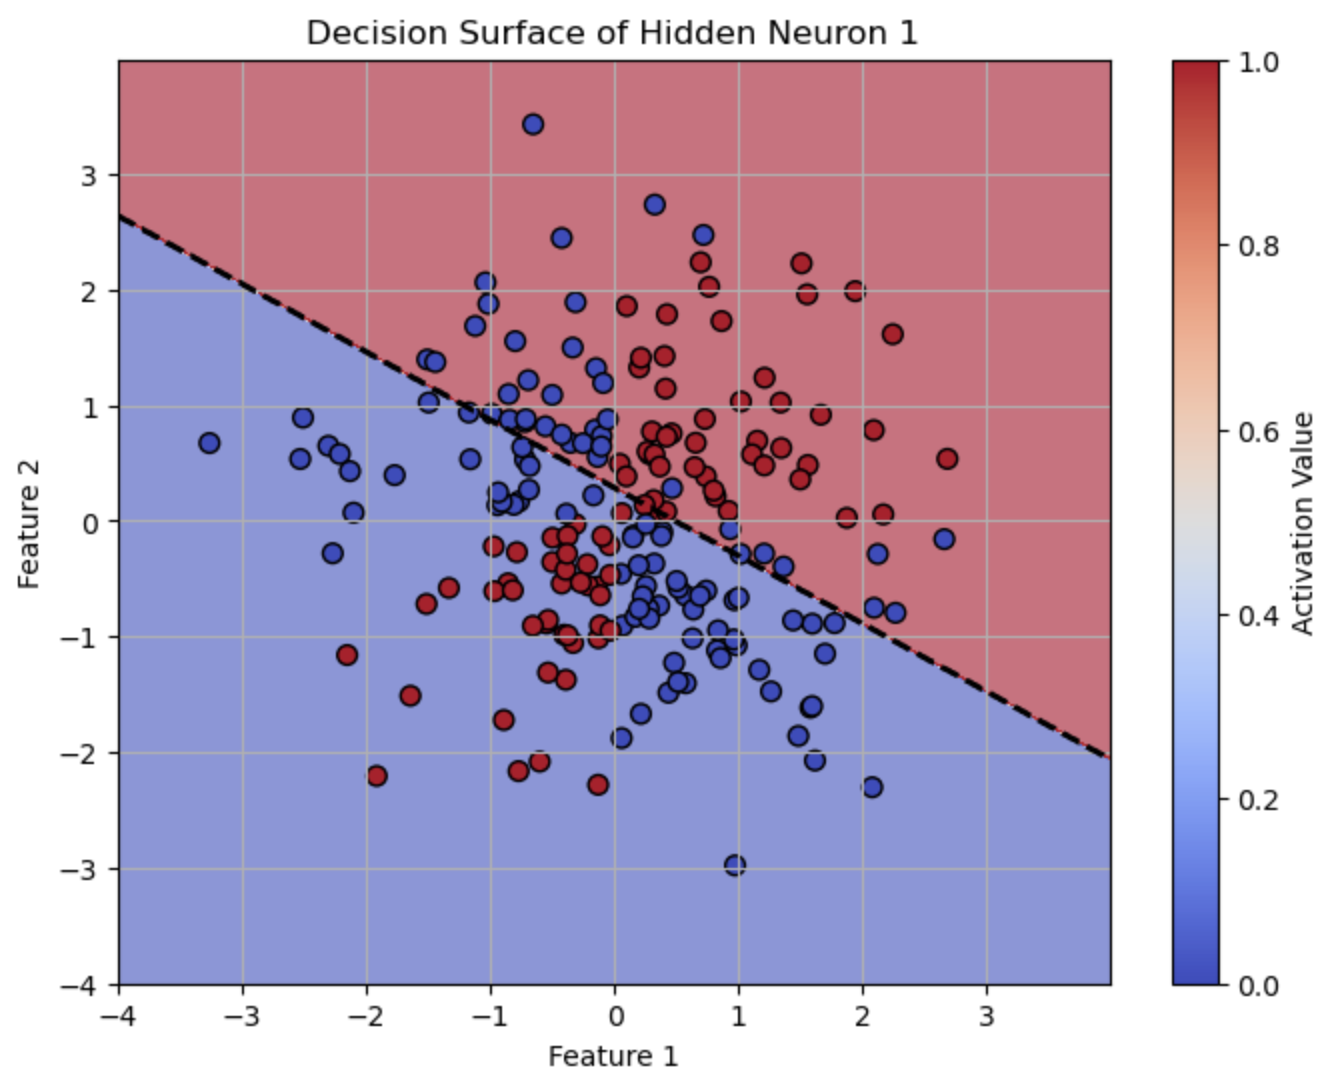 Decision Surface of Hidden Neuron 1
3
2
1
0
−1
−2
−3
−4
Feature 2
−4 −3 −2 −1 0 1 2 3
Feature 1
1.0
0.8
0.6
0.4
0.2
0.0
Activation Value